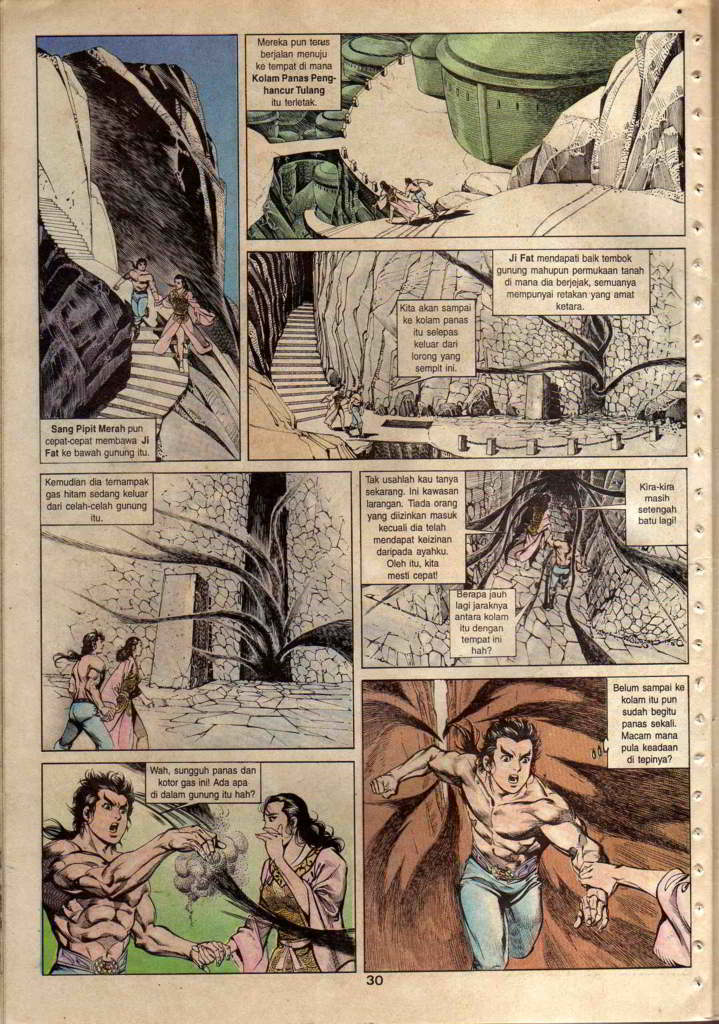 Sang Pipit Merah pun
cepat-cepat membawa Ji
Fat ke bawah gunung itu.
Mereka pun terus
berjalan menuju
ke tempat di mana
Kolam Panas Peng-
hancur Tulang
itu terletak.
Ji Fat mendapati baik tembok
gunung mahupun permukaan tanah
di mana dia berjejak, semuanya
mempunyai retakan yang amat
ketara.
Kita akan sampai
ke kolam panas
itu selepas
keluar dari
lorong yang
sempit ini.
Kemudian dia ternampak
gas hitam sedang keluar
dari celah-celah gunung
itu.
Tak usahlah kau tanya
sekarang. Ini kawasan
larangan. Tiada orang
yang diizinkan masuk
kecuali dia telah
mendapat keizinan
daripada ayahku.
Oleh itu, kita
mesti cepat!
Kira-kira
masih
setengah
batu lagi!
Berapa jauh
lagi jaraknya
antara kolam
itu dengan
tempat ini
hah?
Wah, sungguh panas dan
kotor gas ini! Ada apa
di dalam gunung itu hah?
Belum sampai ke
kolam itu pun
sudah begitu
panas sekali.
Macam mana
pula keadaan
di tepinya?
30